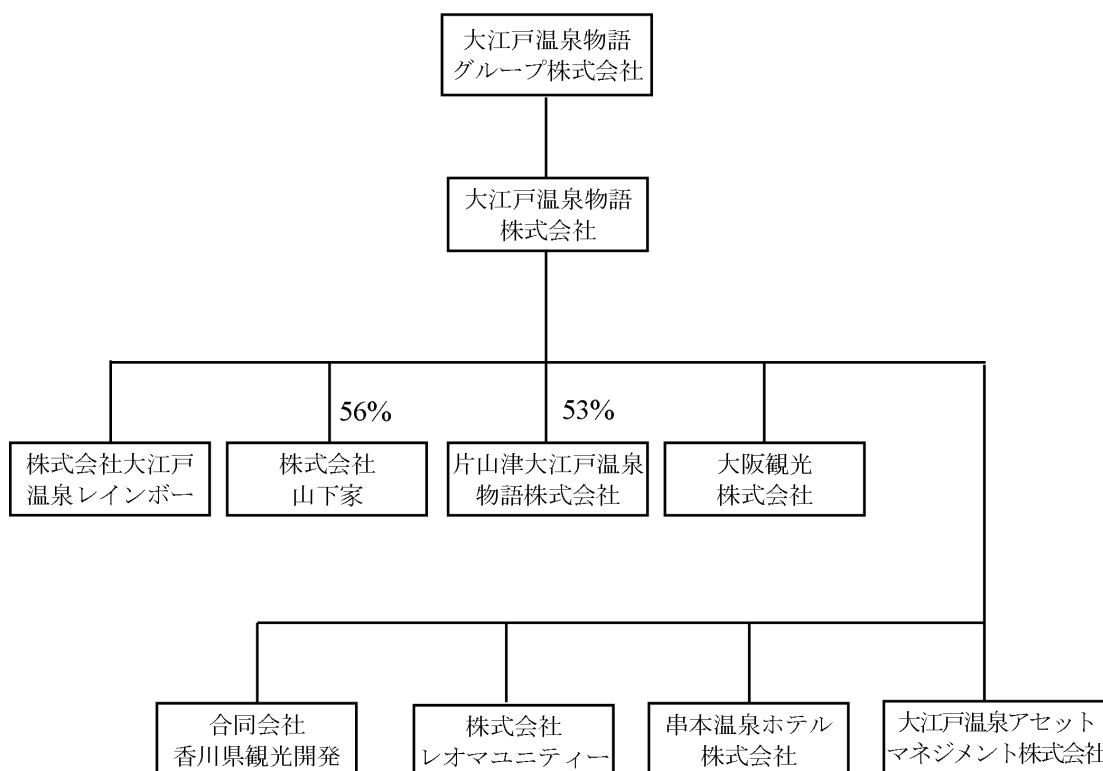 大江戸温泉物語
グループ株式会社
大江戸温泉物語
株式会社
56%
53%
株式会社大江戸
温泉レインボー
株式会社
山下家
片山津大江戸温泉
物語株式会社
大阪観光
株式会社
合同会社
香川県観光開発
株式会社
レオマユニティー
串本温泉ホテル
株式会社
大江戸温泉アセット
マネジメント株式会社